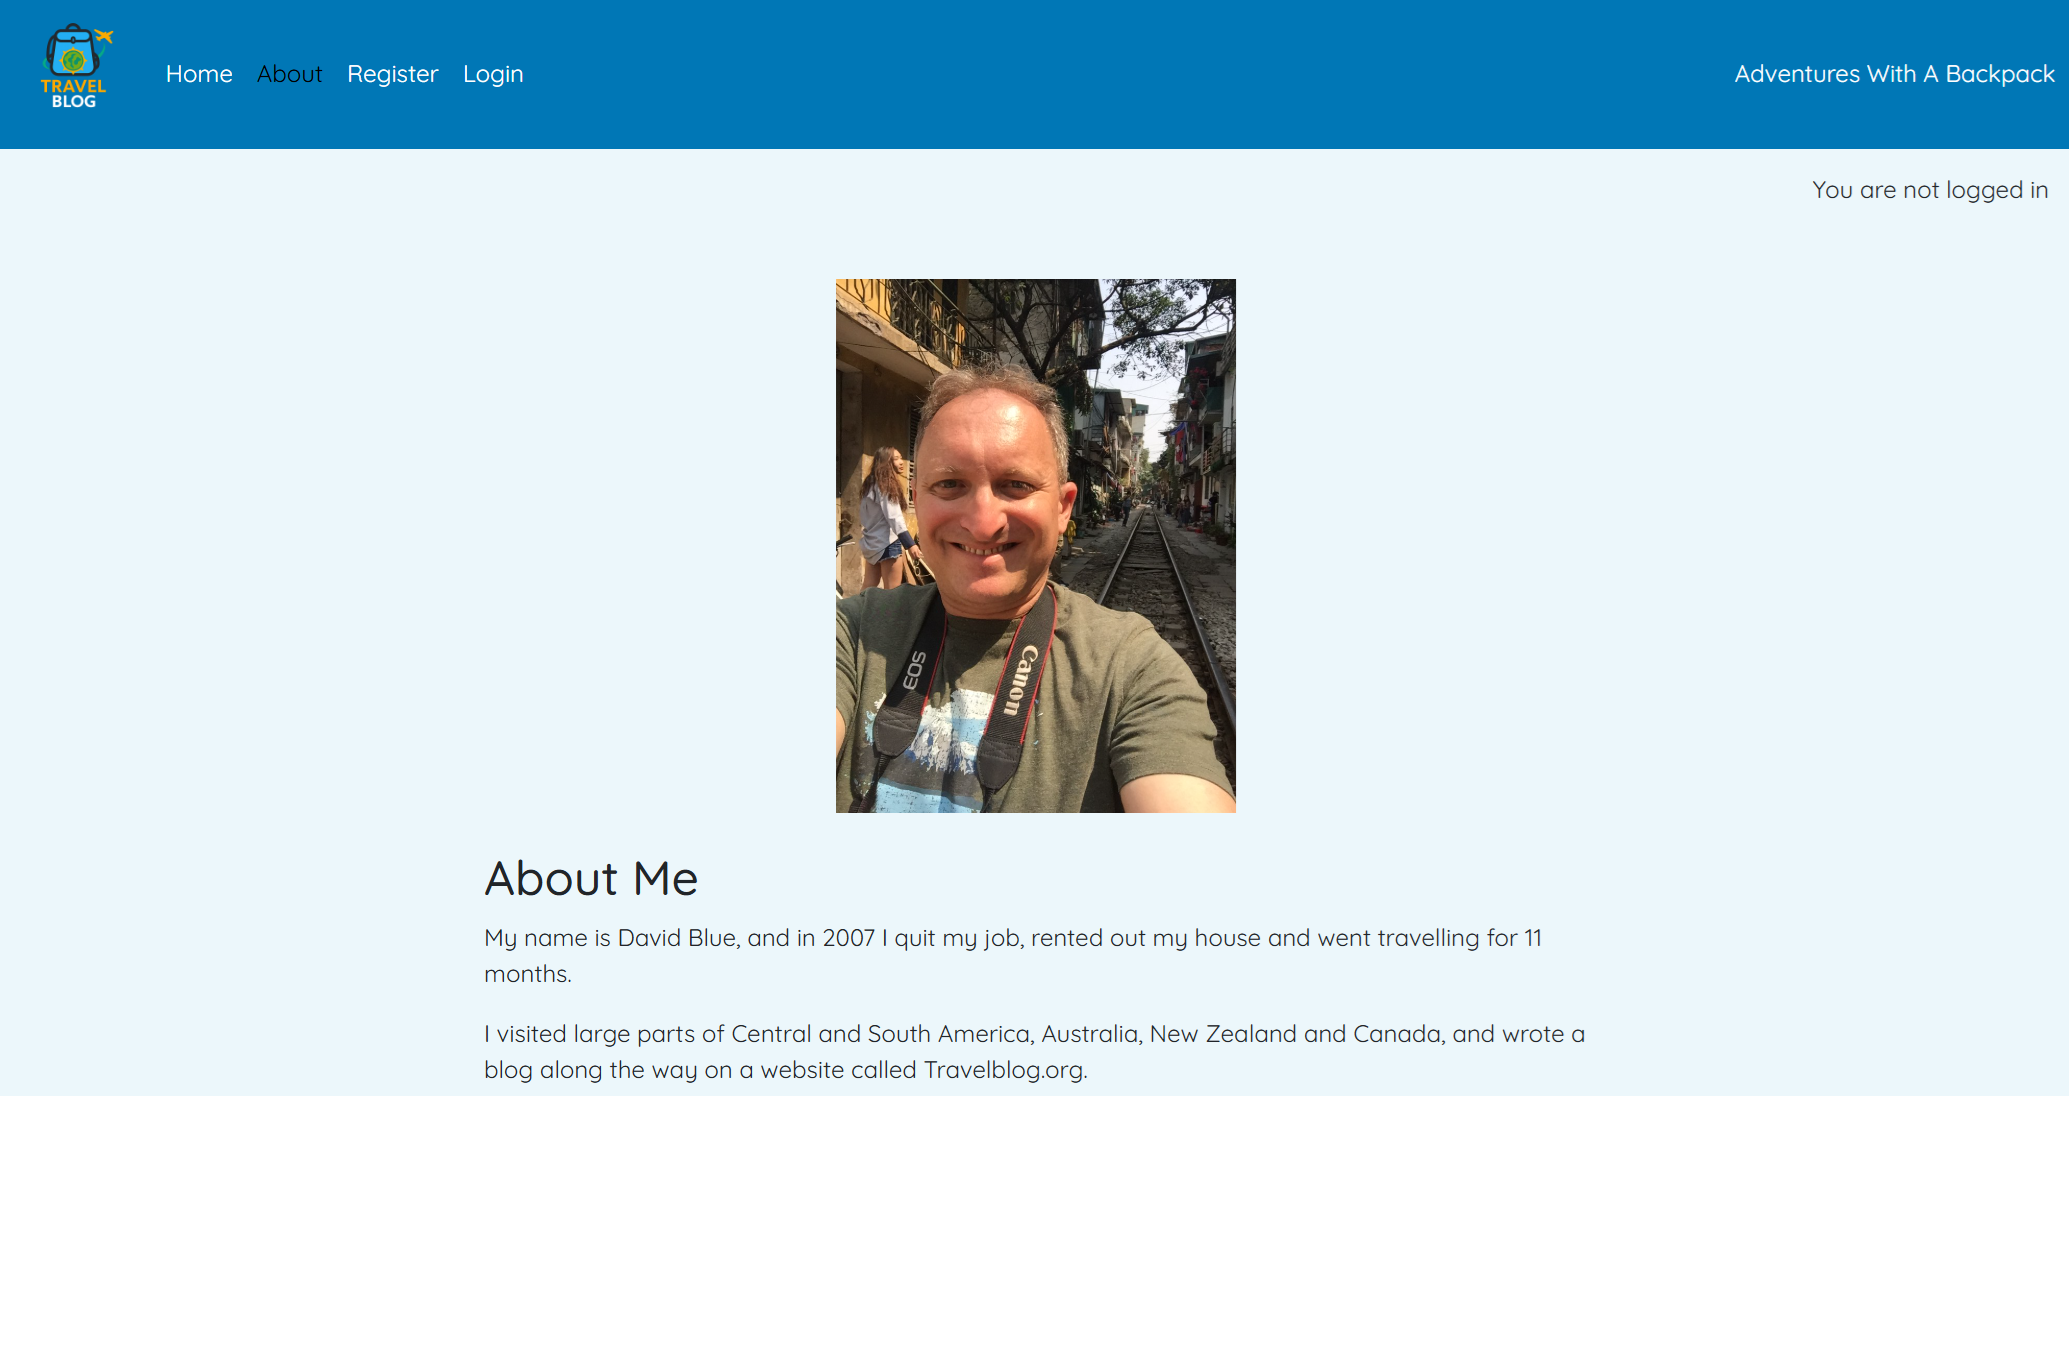 TRAVEL
BLOG
Home About Register Login
Adventures With A Backpack
You are not logged in
EOS
Canon
About Me
My name is David Blue, and in 2007 I quit my job, rented out my house and went travelling for 11
months.
I visited large parts of Central and South America, Australia, New Zealand and Canada, and wrote a
blog along the way on a website called Travelblog.org.